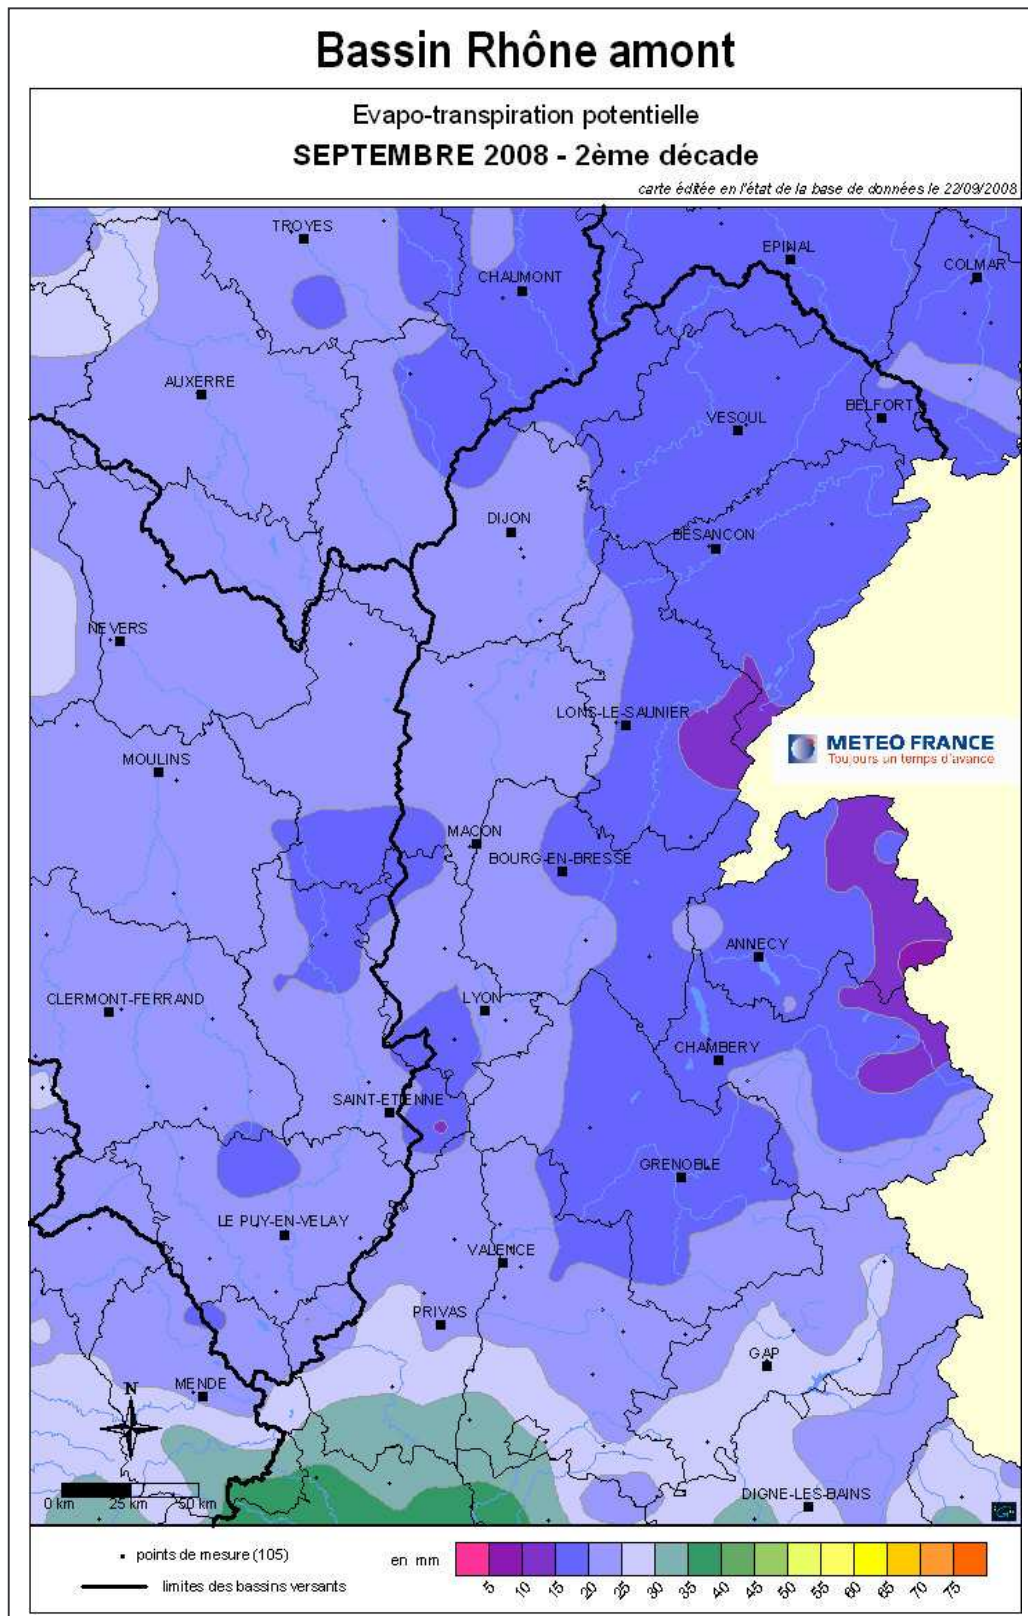 Bassin Rhône amont
Evapo-transpiration potentielle
SEPTEMBRE 2008 - 2ème décade
carte éditée en l'état de la base de données le 22/09/2008
TROYES
EPINAL
CHAUMONT
COLMAR
AUXERRE
VESOUL
BELFORT
DIJON
BESANCON
NEVERS
LONS-LE-SAUNIER
METEO FRANCE
Toujours un temps d'avance
MOULINS
MACON
BOURG-EN-BRESSE
ANNECY
CLERMONT-FERRAND
LYON
CHAMBERY
SAINT-ETIENNE
GRENOBLE
LE PUY-EN-VELAY
VALENCE
PRIVAS
GAP
MENDE
N
DIGNE-LES-BAINS
0 km 25 km 50 km
points de mesure (105)
limites des bassins versants
en mm
5 10 15 20 25 30 35 40 45 50 55 60 65 70 75